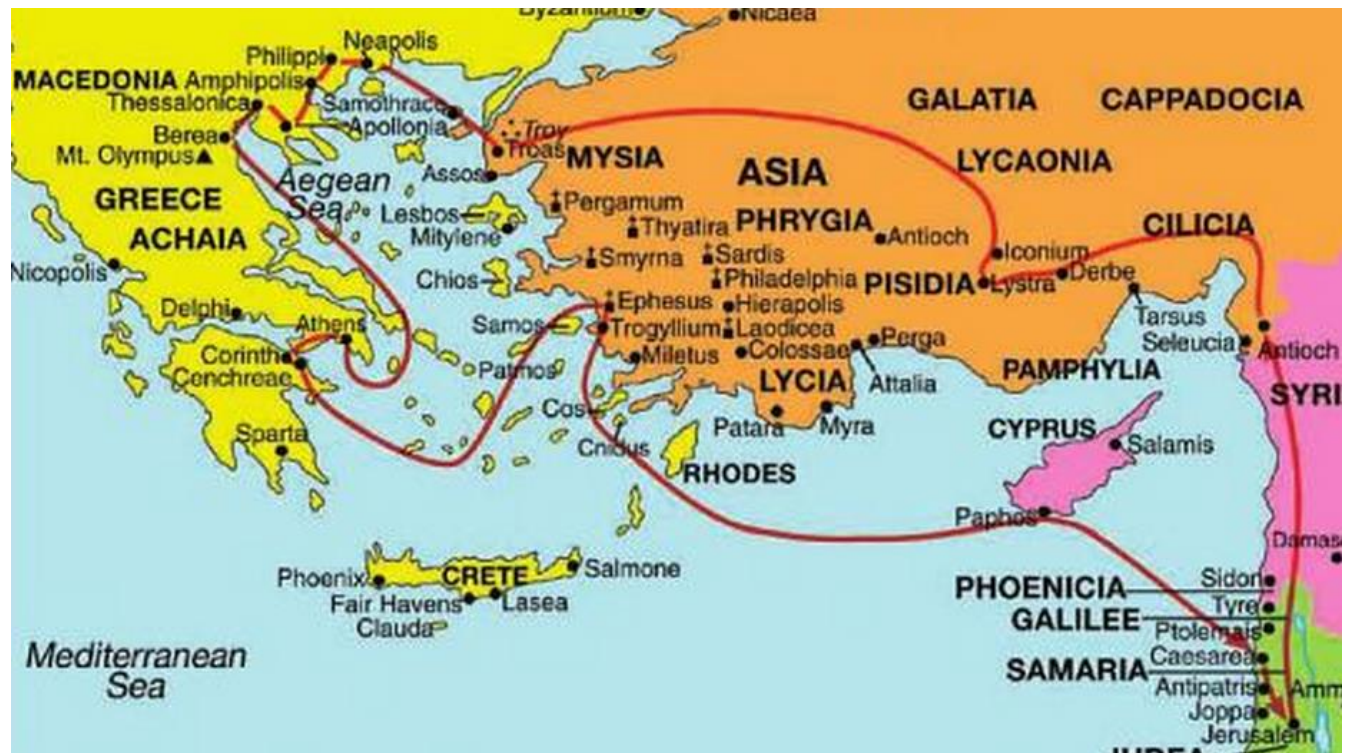 Byzantium
Nicaea
Neapolis
Philippi
MACEDONIA Amphipolis
Thessalonica
Samothrace
Apollonia
Berea
Mt. Olympus
Troy
Troas
MYSIA
Assos
GALATIA
CAPPADOCIA
LYCAONIA
ASIA
GREECE
ACHAIA
Aegean
Sea
Lesbos
Mitylene
Pergamum
Thyatira
PHRYGIA
Antioch
CILICIA
Nicopolis
Chios
Smyrna
Sardis
Philadelphia
PISIDIA
Iconium
Lystra
Derbe
Delphi
Athens
Samos
Ephesus
Hierapolis
Trogyllium
Laodicea
Tarsus
Seleucia
Antioch
Corinth
Cenchreae
Patmos
Miletus
Colossae
Perga
Attalia
LYCIA
PAMPHYLIA
SYRI
Cos
Cnidus
Patara
Myra
Sparta
RHODES
CYPRUS
Salamis
Paphos
Damas
Phoenix
CRETE
Salmone
Fair Havens
Lasea
Clauda
Mediterranean
Sea
PHOENICIA
Sidon
Tyre
GALILEE
Ptolemais
Caesarea
SAMARIA
Antipatris
Amm
Joppa
Jerusalem
JUDEA